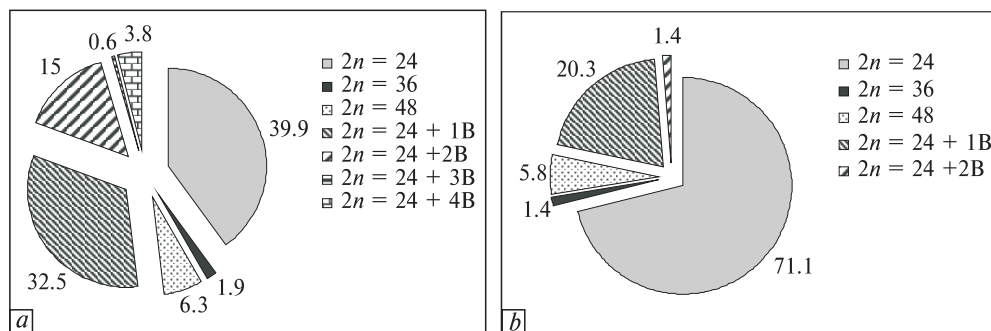 0.6
3.8
15
39.9
32.5
6.3
1.9
2n = 24
2n = 36
2n = 48
2n = 24 + 1B
2n = 24 +2B
2n = 24 + 3B
2n = 24 + 4B
a
1.4
20.3
5.8
1.4
71.1
2n = 24
2n = 36
2n = 48
2n = 24 + 1B
2n = 24 +2B
b